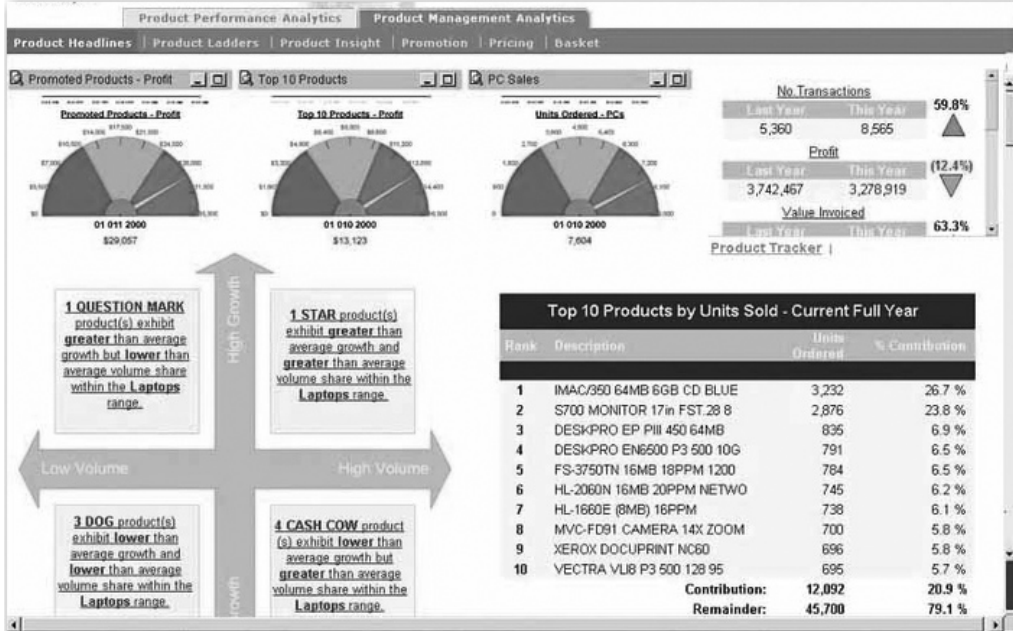 Product Performance Analytics
Product Management Analytics
Product Headlines | Product Ladders | Product Insight | Promotion | Pricing | Basket
Promoted Products - Profit
Top 10 Products
PC Sales
Promoted Products - Profit
$17,500
$14,000
$21,000
$0
01 011 2000
$29,057
Top 10 Products - Profit
$0
01 010 2000
$13,123
Units Ordered - PCs
01 010 2000
7,604
No Transactions
Last Year This Year
5,360 8,565
59.8%
Profit
Last Year This Year
3,742,467 3,278,919
(12.4%)
Value Invoiced
Last Year This Year
63.3%
Product Tracker
High Growth
1 QUESTION MARK
product(s) exhibit
greater than average
growth but lower than
average volume share
within the Laptops
range.
1 STAR product(s)
exhibit greater than
average growth and
greater than average
volume share within the
Laptops range.
Low Volume
High Volume
3 DOG product(s)
exhibit lower than
average growth and
lower than average
volume share within the
Laptops range.
4 CASH COW product
(s) exhibit lower than
average growth but
greater than average
volume share within the
Laptops range.
rowth
Top 10 Products by Units Sold - Current Full Year
Rank Description Units Ordered % Contribution
1 IMAC/350 64MB 6GB CD BLUE 3,232 26.7 %
2 S700 MONITOR 17in FST.28 8 2,876 23.8 %
3 DESKPRO EP PIII 450 64MB 835 6.9 %
4 DESKPRO EN6500 P3 500 10G 791 6.5 %
5 FS-3750TN 16MB 18PPM 1200 784 6.5 %
6 HL-2060N 16MB 20PPM NETWO 745 6.2 %
7 HL-1660E (8MB) 16PPM 738 6.1 %
8 MVC-FD91 CAMERA 14X ZOOM 700 5.8 %
9 XEROX DOCUPRINT NC60 696 5.8 %
10 VECTRA VLI8 P3 500 128 95 695 5.7 %
Contribution: 12,092 20.9 %
Remainder: 45,700 79.1 %